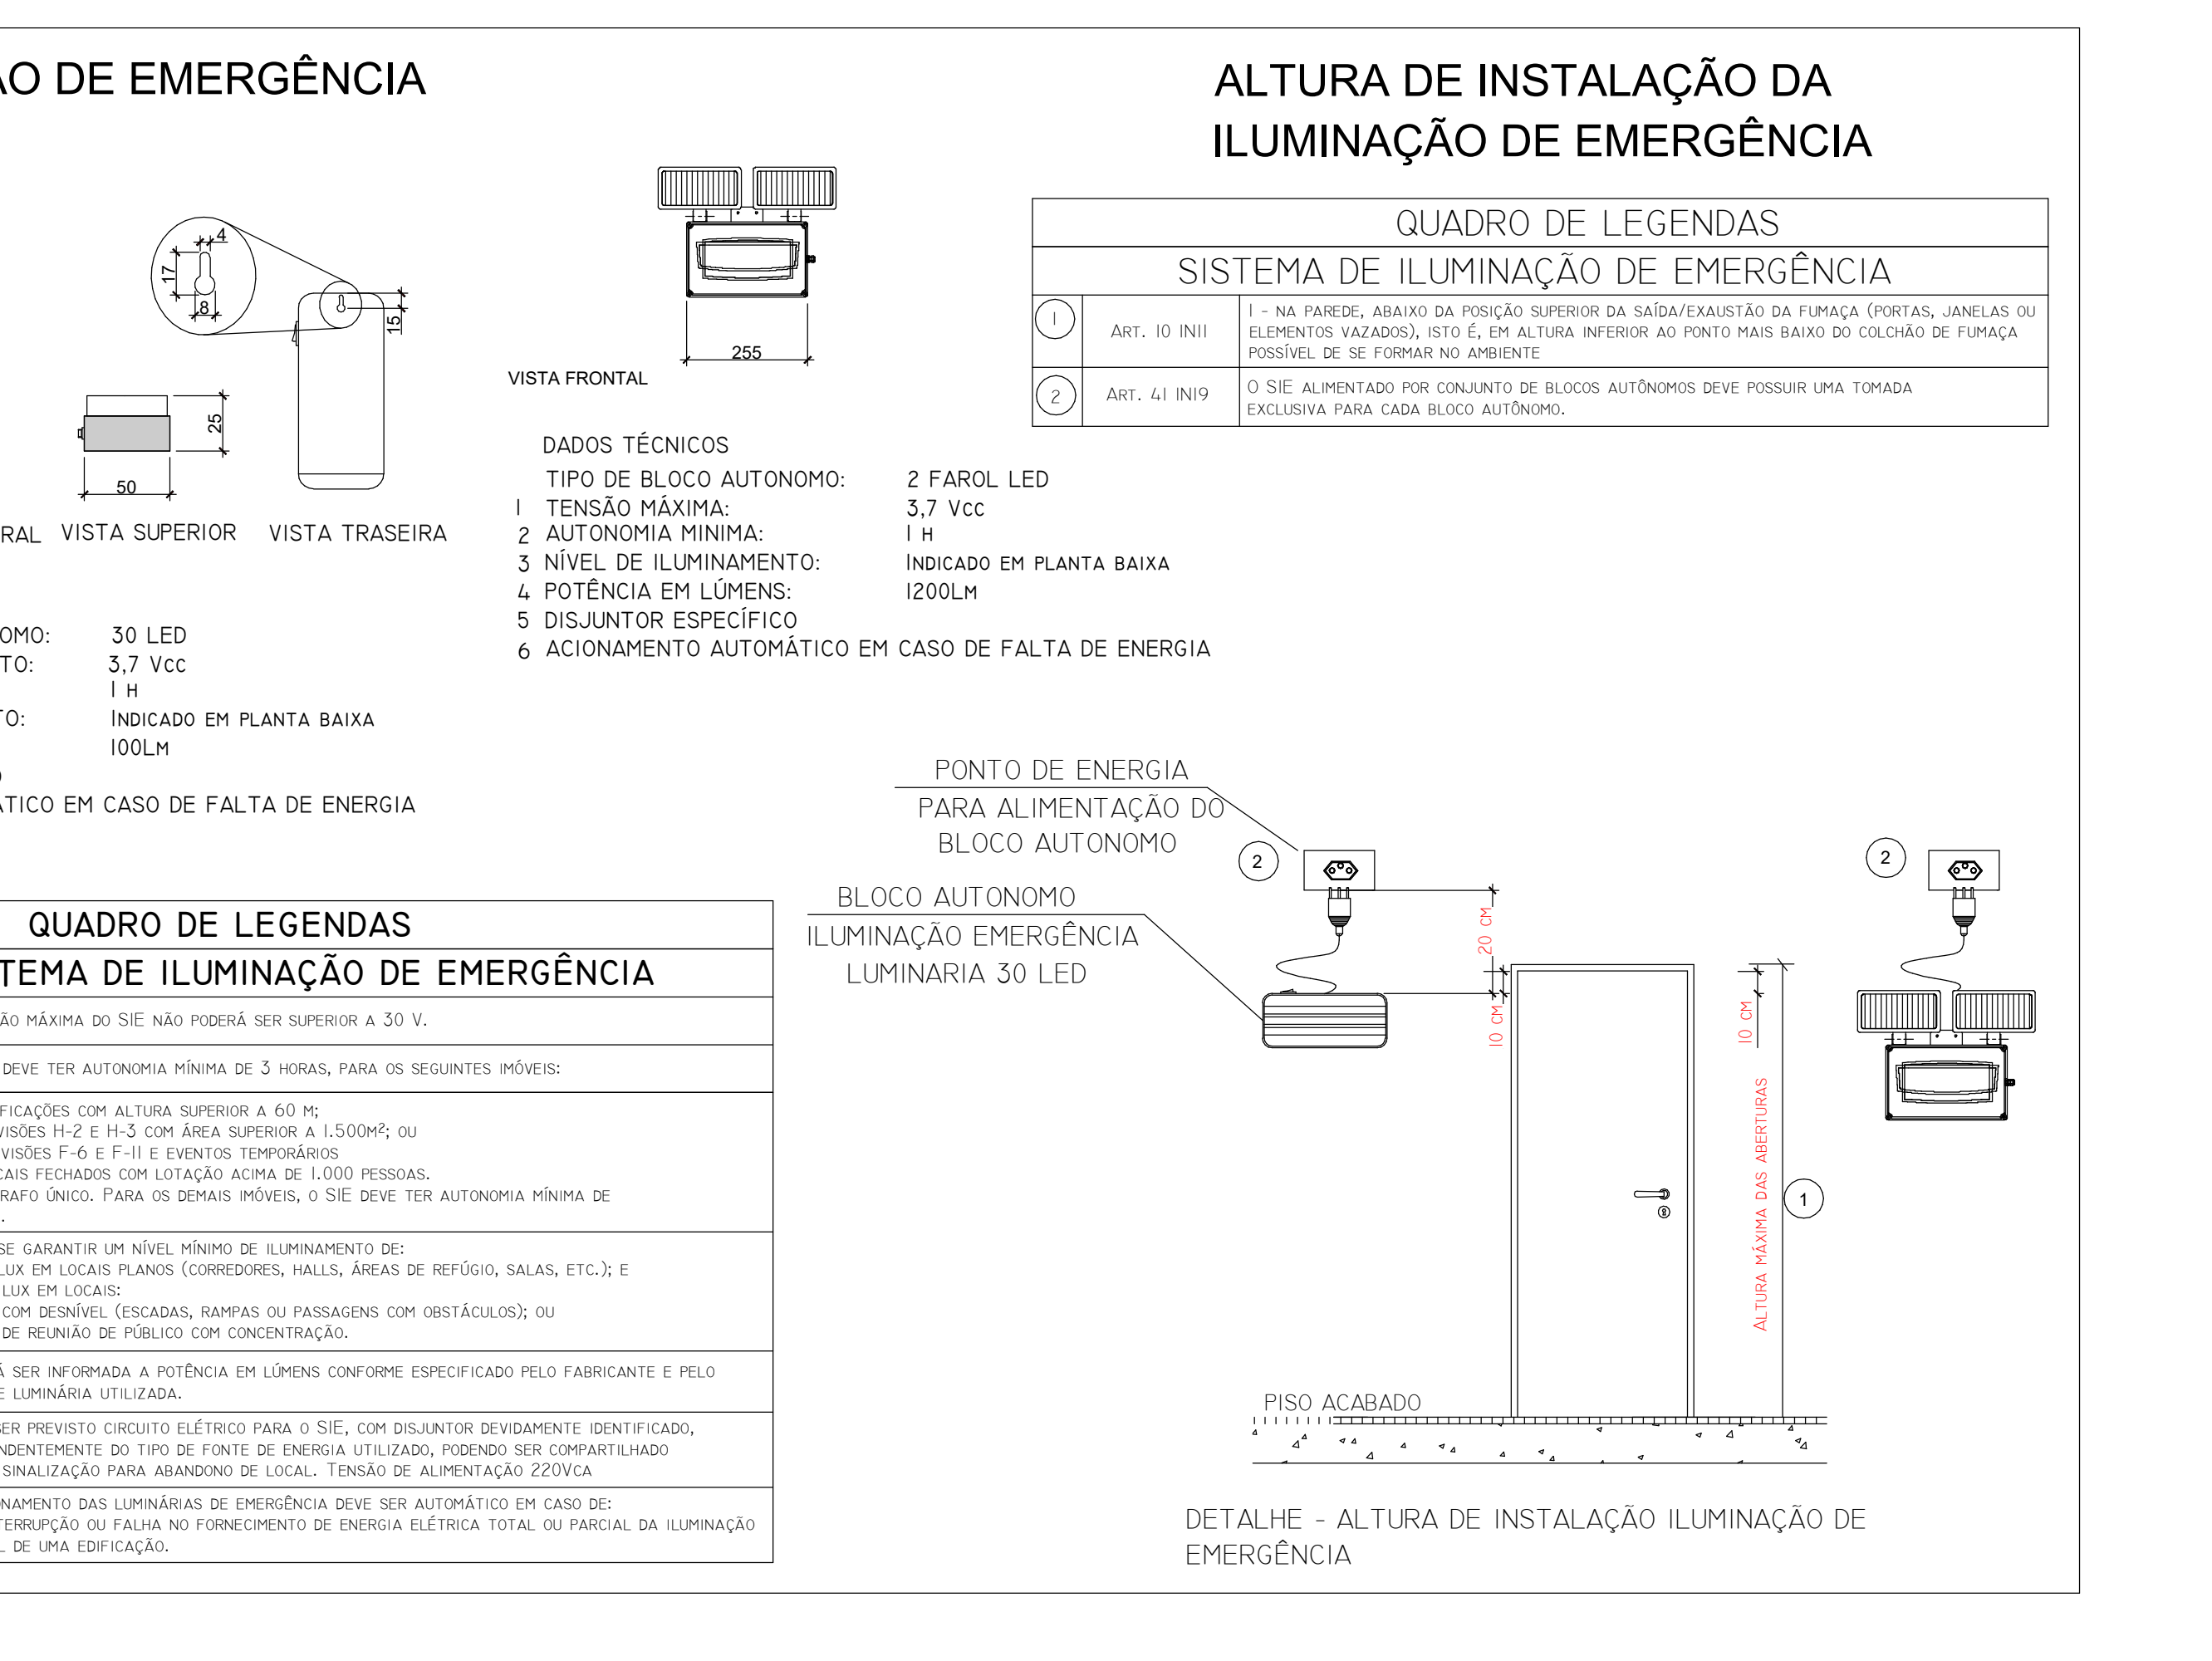 ÃO DE EMERGÊNCIA
4
17
8
15
25
50
RAL
VISTA SUPERIOR
VISTA TRASEIRA
OMO: 30 LED
TO: 3,7 Vcc
1 H
TO: INDICADO EM PLANTA BAIXA
100LM
O
ÁTICO EM CASO DE FALTA DE ENERGIA
255
VISTA FRONTAL
DADOS TÉCNICOS
TIPO DE BLOCO AUTONOMO: 2 FAROL LED
1 TENSÃO MÁXIMA: 3,7 Vcc
2 AUTONOMIA MINIMA: 1 H
3 NÍVEL DE ILUMINAMENTO: INDICADO EM PLANTA BAIXA
4 POTÊNCIA EM LÚMENS: 1200LM
5 DISJUNTOR ESPECÍFICO
6 ACIONAMENTO AUTOMÁTICO EM CASO DE FALTA DE ENERGIA
QUADRO DE LEGENDAS
TEMA DE ILUMINAÇÃO DE EMERGÊNCIA
ÃO MÁXIMA DO SIE NÃO PODERÁ SER SUPERIOR A 30 V.
DEVE TER AUTONOMIA MÍNIMA DE 3 HORAS, PARA OS SEGUINTES IMÓVEIS:
FICAÇÕES COM ALTURA SUPERIOR A 60 M;
VISÕES H-2 E H-3 COM ÁREA SUPERIOR A 1.500M²; OU
VISÕES F-6 E F-11 E EVENTOS TEMPORÁRIOS
CAIS FECHADOS COM LOTAÇÃO ACIMA DE 1.000 PESSOAS.
RAFO ÚNICO. PARA OS DEMAIS IMÓVEIS, O SIE DEVE TER AUTONOMIA MÍNIMA DE
.
SE GARANTIR UM NÍVEL MÍNIMO DE ILUMINAMENTO DE:
LUX EM LOCAIS PLANOS (CORREDORES, HALLS, ÁREAS DE REFÚGIO, SALAS, ETC.); E
LUX EM LOCAIS:
COM DESNÍVEL (ESCADAS, RAMPAS OU PASSAGENS COM OBSTÁCULOS); OU
DE REUNIÃO DE PÚBLICO COM CONCENTRAÇÃO.
Á SER INFORMADA A POTÊNCIA EM LÚMENS CONFORME ESPECIFICADO PELO FABRICANTE E PELO
E LUMINÁRIA UTILIZADA.
SER PREVISTO CIRCUITO ELÉTRICO PARA O SIE, COM DISJUNTOR DEVIDAMENTE IDENTIFICADO,
NDENTEMENTE DO TIPO DE FONTE DE ENERGIA UTILIZADO, PODENDO SER COMPARTILHADO
SINALIZAÇÃO PARA ABANDONO DE LOCAL. TENSÃO DE ALIMENTAÇÃO 220VCA
ONAMENTO DAS LUMINÁRIAS DE EMERGÊNCIA DEVE SER AUTOMÁTICO EM CASO DE:
TERRUPÇÃO OU FALHA NO FORNECIMENTO DE ENERGIA ELÉTRICA TOTAL OU PARCIAL DA ILUMINAÇÃO
L DE UMA EDIFICAÇÃO.
ALTURA DE INSTALAÇÃO DA
ILUMINAÇÃO DE EMERGÊNCIA
QUADRO DE LEGENDAS
SISTEMA DE ILUMINAÇÃO DE EMERGÊNCIA
1
ART. 10 IN11
I - NA PAREDE, ABAIXO DA POSIÇÃO SUPERIOR DA SAÍDA/EXAUSTÃO DA FUMAÇA (PORTAS, JANELAS OU
ELEMENTOS VAZADOS), ISTO É, EM ALTURA INFERIOR AO PONTO MAIS BAIXO DO COLCHÃO DE FUMAÇA
POSSÍVEL DE SE FORMAR NO AMBIENTE
2
ART. 41 IN19
O SIE ALIMENTADO POR CONJUNTO DE BLOCOS AUTÔNOMOS DEVE POSSUIR UMA TOMADA
EXCLUSIVA PARA CADA BLOCO AUTÔNOMO.
PONTO DE ENERGIA
PARA ALIMENTAÇÃO DO
BLOCO AUTONOMO
2
2
BLOCO AUTONOMO
ILUMINAÇÃO EMERGÊNCIA
LUMINARIA 30 LED
20 CM
10 CM
10 CM
ALTURA MÁXIMA DAS ABERTURAS
1
PISO ACABADO
DETALHE - ALTURA DE INSTALAÇÃO ILUMINAÇÃO DE
EMERGÊNCIA